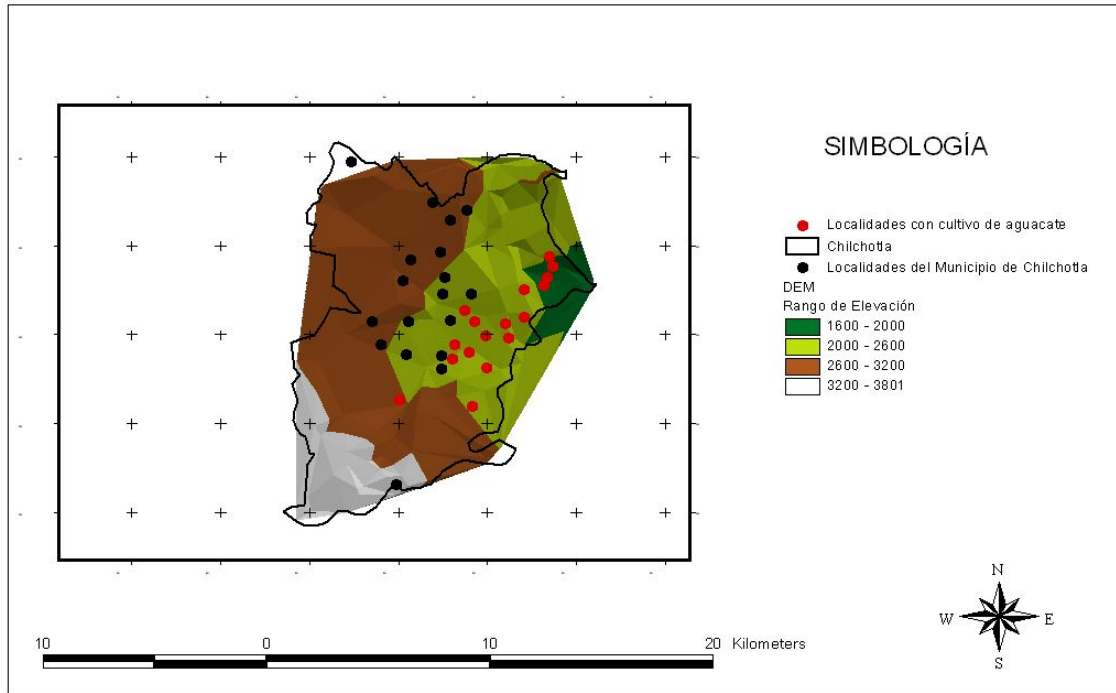 SIMBOLOGÍA
Localidades con cultivo de aguacate
Chilchotla
Localidades del Municipio de Chilchotla
DEM
Rango de Elevación
1600 - 2000
2000 - 2600
2600 - 3200
3200 - 3801
N
W E
S
10 0 10 20 Kilometers